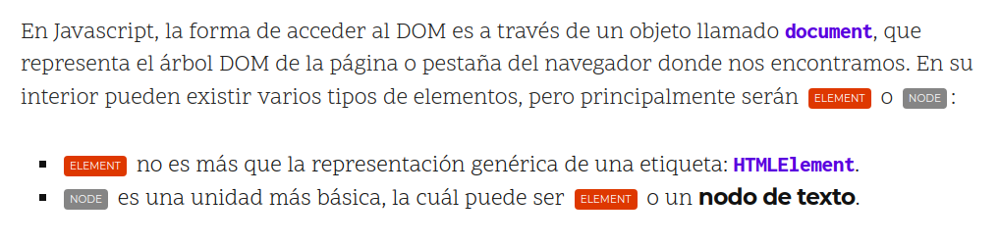 En Javascript, la forma de acceder al DOM es a través de un objeto llamado document, que
representa el árbol DOM de la página o pestaña del navegador donde nos encontramos. En su
interior pueden existir varios tipos de elementos, pero principalmente serán ELEMENT o NODE :
▪ ELEMENT no es más que la representación genérica de una etiqueta: HTMLElement.
▪ NODE es una unidad más básica, la cuál puede ser ELEMENT o un nodo de texto.